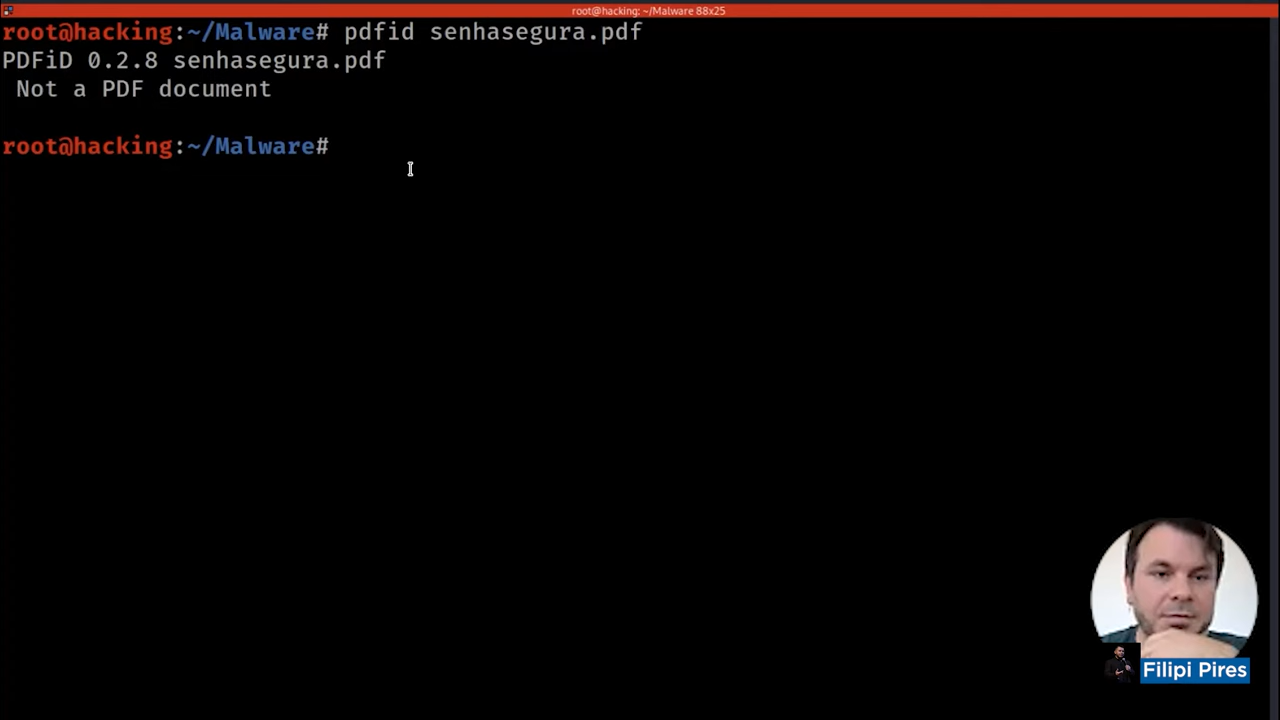 root@hacking: ~/Malware 88x25
root@hacking:~/Malware# pdfid senhasegura.pdf
PDFiD 0.2.8 senhasegura.pdf
Not a PDF document
root@hacking:~/Malware#
Filipi Pires